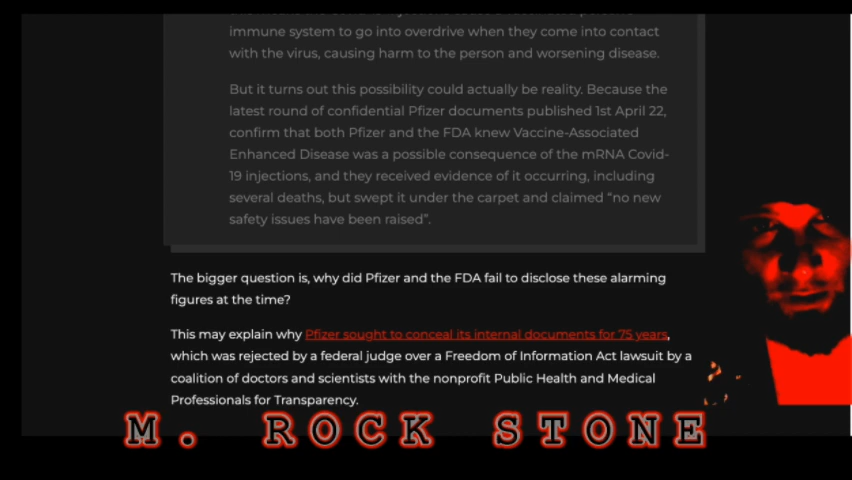 immune system to go into overdrive when they come into contact
with the virus, causing harm to the person and worsening disease.
But it turns out this possibility could actually be reality. Because the
latest round of confidential Pfizer documents published 1st April 22,
confirm that both Pfizer and the FDA knew Vaccine-Associated
Enhanced Disease was a possible consequence of the mRNA Covid-
19 injections, and they received evidence of it occurring, including
several deaths, but swept it under the carpet and claimed “no new
safety issues have been raised”.
The bigger question is, why did Pfizer and the FDA fail to disclose these alarming
figures at the time?
This may explain why Pfizer sought to conceal its internal documents for 75 years,
which was rejected by a federal judge over a Freedom of Information Act lawsuit by a
coalition of doctors and scientists with the nonprofit Public Health and Medical
Professionals for Transparency.
M. ROCK STONE